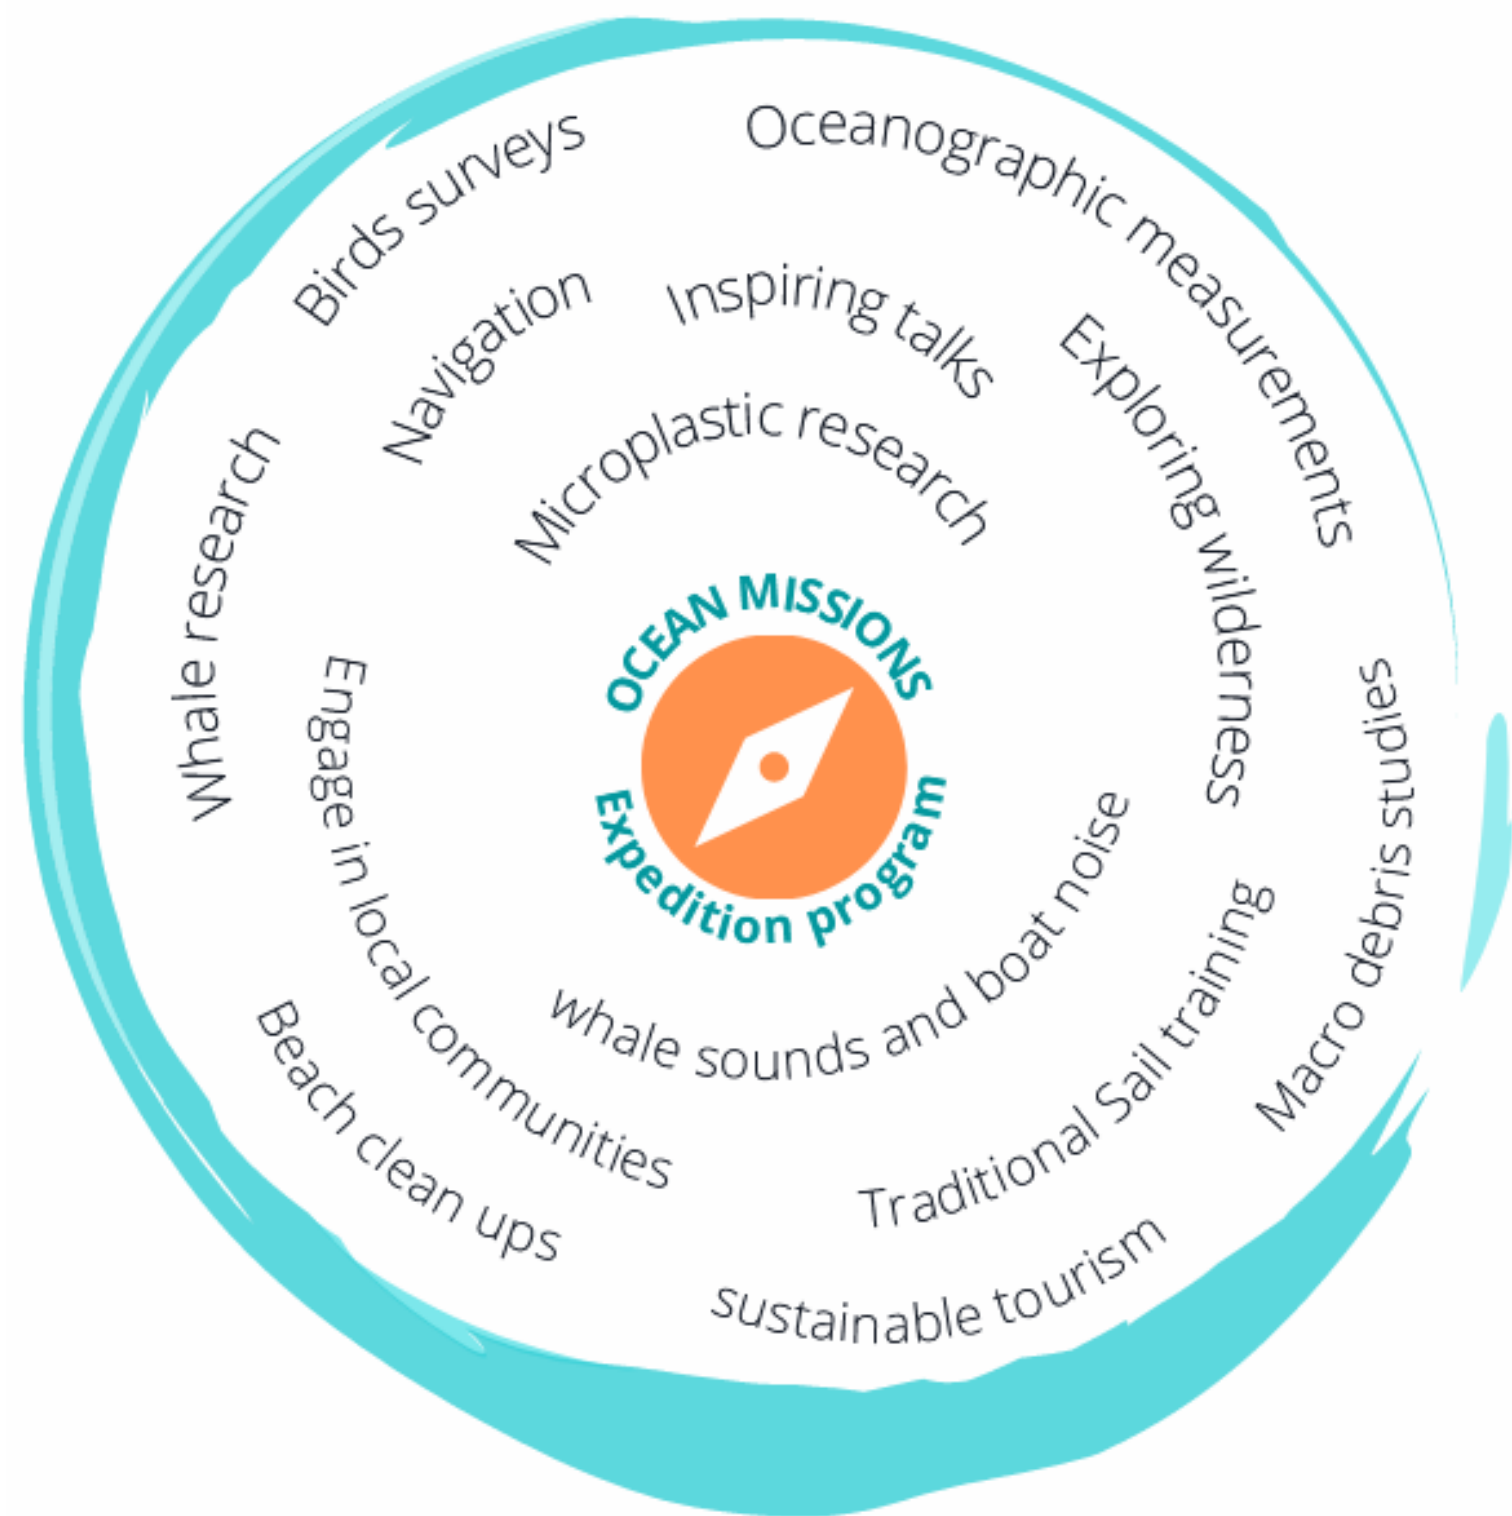 Birds surveys
Oceanographic measurements
Navigation
Inspiring talks
Exploring wilderness
Microplastic research
Whale research
OCEAN MISSIONS
Expedition program
Engage in local communities
whale sounds and boat noise
Macro debris studies
Traditional Sail training
Beach clean ups
sustainable tourism